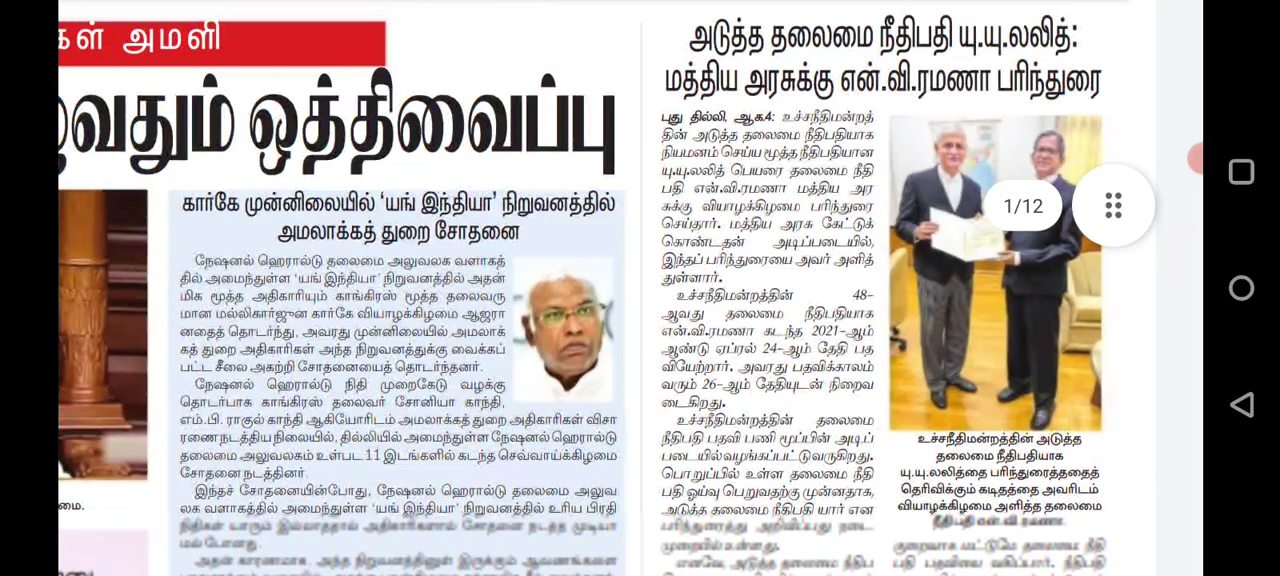 கள் அமளி
வதும் ஒத்திவைப்பு
மை.
கார்கே முன்னிலையில் ‘யங் இந்தியா’ நிறுவனத்தில்
அமலாக்கத் துறை சோதனை
நேஷனல் ஹெரால்டு தலைமை அலுவலக வளாகத்
தில் அமைந்துள்ள ‘யங் இந்தியா’ நிறுவனத்தில் அதன்
மிக மூத்த அதிகாரியும் காங்கிரஸ் மூத்த தலைவரு
மான மல்லிகார்ஜுன கார்கே வியாழக்கிழமை ஆஜரா
னதைத் தொடர்ந்து, அவரது முன்னிலையில் அமலாக்
கத் துறை அதிகாரிகள் அந்த நிறுவனத்துக்கு வைக்கப்
பட்ட சீலை அகற்றி சோதனையைத் தொடர்ந்தனர்.
நேஷனல் ஹெரால்டு நிதி முறைகேடு வழக்கு
தொடர்பாக காங்கிரஸ் தலைவர் சோனியா காந்தி,
எம்.பி. ராகுல் காந்தி ஆகியோரிடம் அமலாக்கத் துறை அதிகாரிகள் விசா
ரணை நடத்திய நிலையில், தில்லியில் அமைந்துள்ள நேஷனல் ஹெரால்டு
தலைமை அலுவலகம் உள்பட 11 இடங்களில் கடந்த செவ்வாய்க்கிழமை
சோதனை நடத்தினர்.
இந்தச் சோதனையின்போது, நேஷனல் ஹெரால்டு தலைமை அலுவ
லக வளாகத்தில் அமைந்துள்ள ‘யங் இந்தியா’ நிறுவனத்தில் உரிய பிரதி
அடுத்த தலைமை நீதிபதி யு.யு.லலித்:
மத்திய அரசுக்கு என்.வி.ரமணா பரிந்துரை
புது தில்லி, ஆக.4: உச்சநீதிமன்றத்
தின் அடுத்த தலைமை நீதிபதியாக
நியமனம் செய்ய மூத்த நீதிபதியான
யு.யு.லலித் பெயரை தலைமை நீதி
பதி என்.வி.ரமணா மத்திய அர
சுக்கு வியாழக்கிழமை பரிந்துரை
செய்தார். மத்திய அரசு கேட்டுக்
கொண்டதன் அடிப்படையில்,
இந்தப் பரிந்துரையை அவர் அளித்
துள்ளார்.
உச்சநீதிமன்றத்தின் 48-
ஆவது தலைமை நீதிபதியாக
என்.வி.ரமணா கடந்த 2021-ஆம்
ஆண்டு ஏப்ரல் 24-ஆம் தேதி பத
வியேற்றார். அவரது பதவிக்காலம்
வரும் 26-ஆம் தேதியுடன் நிறைவ
டைகிறது.
உச்சநீதிமன்றத்தின் தலைமை
நீதிபதி பதவி பணி மூப்பின் அடிப்
படையில் வழங்கப்பட்டு வருகிறது.
பொறுப்பில் உள்ள தலைமை நீதி
பதி ஓய்வு பெறுவதற்கு முன்னதாக,
அடுத்த தலைமை நீதிபதி யார் என
முறையில் உள்ளது.
எனவே, அடுத்த தலைமை நீதிப
1/12
உச்சநீதிமன்றத்தின் அடுத்த
தலைமை நீதிபதியாக
யு.யு.லலித்தை பரிந்துரைத்ததைத்
தெரிவிக்கும் கடிதத்தை அவரிடம்
வியாழக்கிழமை அளித்த தலைமை
நீதிபதி என்.வி.ரமணா.